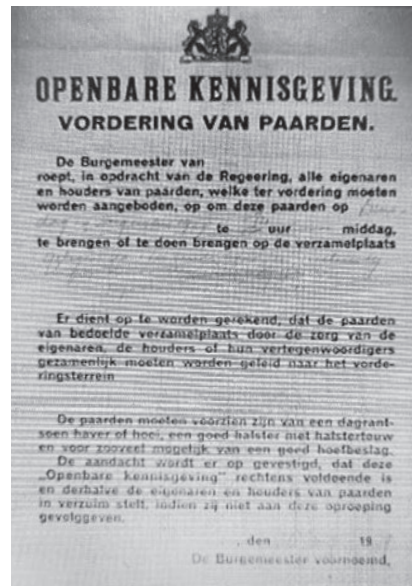 OPENBARE KENNISGEVING.
VORDERING VAN PAARDEN.
De Burgemeester van
roept, in opdracht van de Regeering, alle eigenaren
en houders van paarden, welke ter vordering moeten
worden aangeboden, op om deze paarden op
te uur middag,
te brengen of te doen brengen op de verzamelplaats
Er dient op te worden gerekend, dat de paarden
van bedoelde verzamelplaats door de zorg van de
eigenaren, de houders of hun vertegenwoordigers
gezamenlijk moeten worden geleid naar het vorde-
ringsterrein
De paarden moeten voorzien zijn van een dagrant-
soen haver of hooi, een goed halster met halstertouw
en voor zooveel mogelijk van een goed hoefbeslag.
De aandacht wordt er op gevestigd, dat deze
„Openbare kennisgeving" rechtens voldoende is
en derhalve de eigenaren en houders van paarden
in verzuim stelt, indien zij niet aan deze oproeping
gevolggeven.
, den 19
De Burgemeester voornoemd,